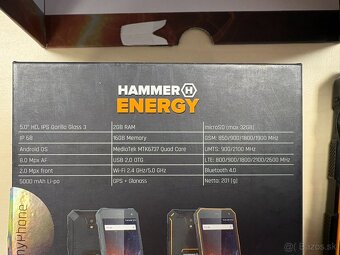 HAMMER H
ENERGY
5.0" HD, IPS Gorilla Glass 3 2GB RAM microSD (max 32GB)
IP 68 16GB Memory GSM: 850/900/1800/1900 MHz
Android OS MediaTek MTK6737 Quad Core UMTS: 900/2100 MHz
8.0 Mpx AF USB 2.0 OTG LTE: 800/900/1800/2100/2600 MHz
2.0 Mpx front Wi-Fi 2.4 GHz/5.0 GHz Bluetooth 4.0
5000 mAh Li-po GPS + Glonass Netto: 201 (g)
myPhone
bazos.sk